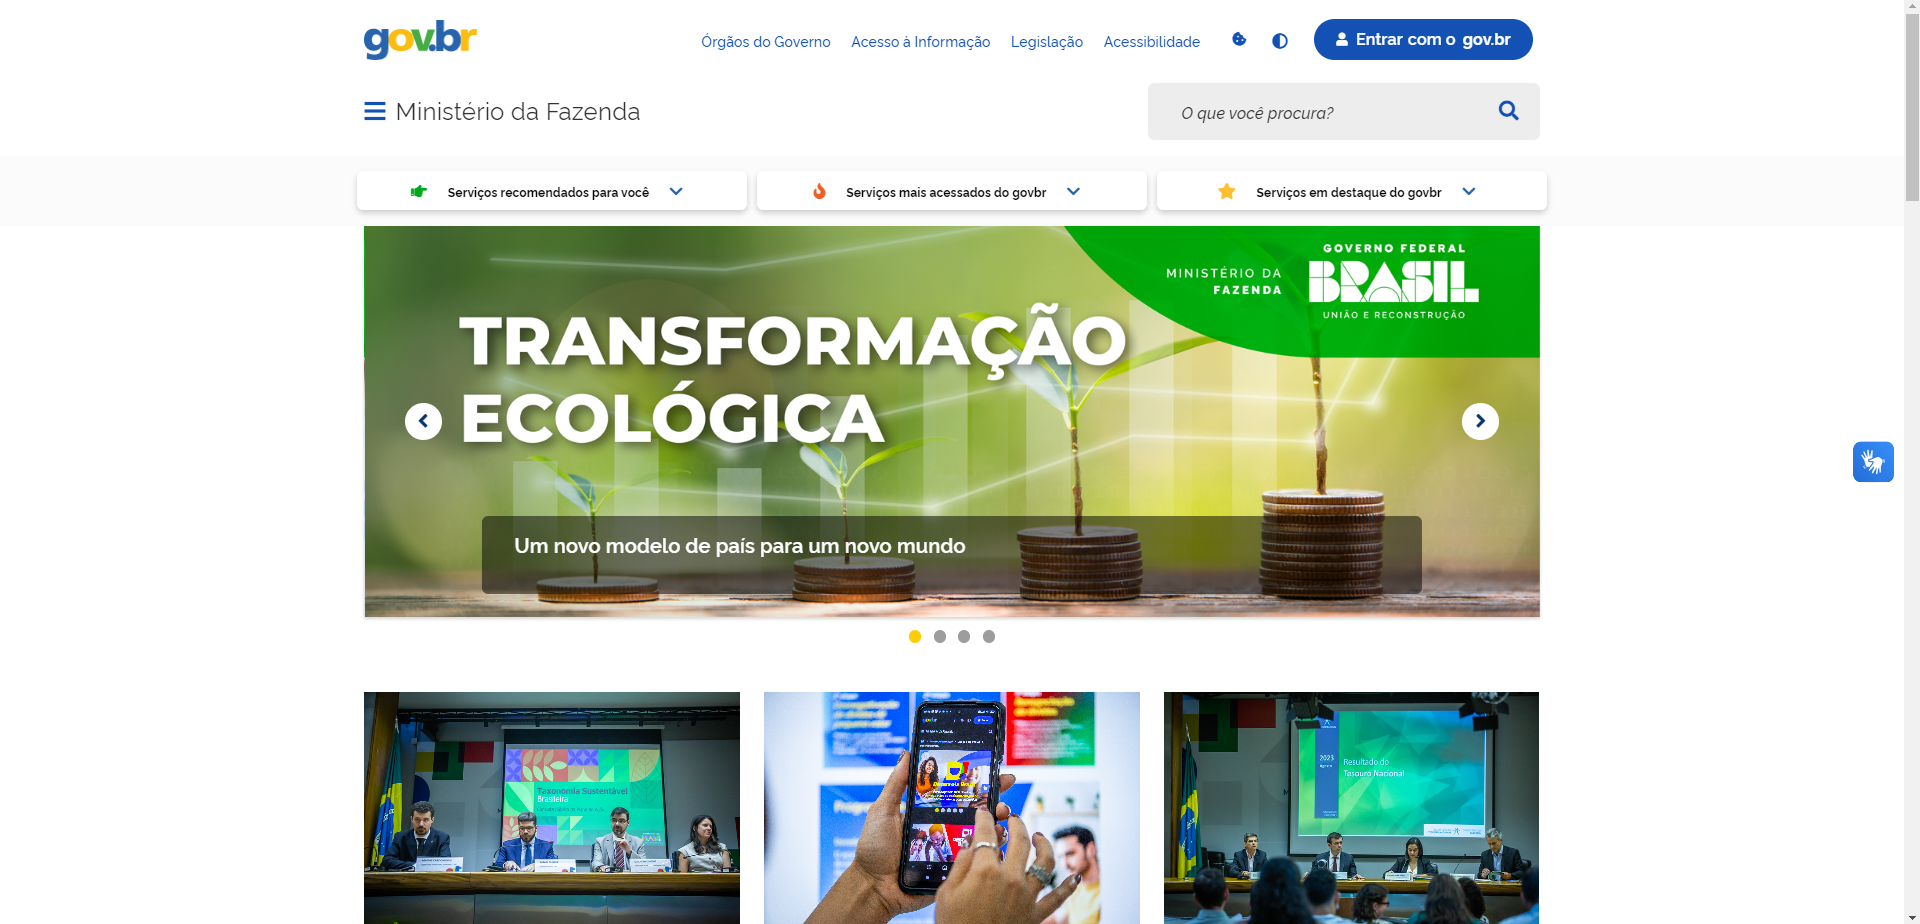 gov.br
Órgãos do Governo
Acesso à Informação
Legislação
Acessibilidade
Entrar com o gov.br
Ministério da Fazenda
O que você procura?
Serviços recomendados para você
Serviços mais acessados do govbr
Serviços em destaque do govbr
GOVERNO FEDERAL
MINISTÉRIO DA
FAZENDA
BRASIL
UNIÃO E RECONSTRUÇÃO
TRANSFORMAÇÃO
ECOLÓGICA
Um novo modelo de país para um novo mundo
Taxonomia Sustentável
Brasileira
gov.br
2023
Resultado do
Tesouro Nacional